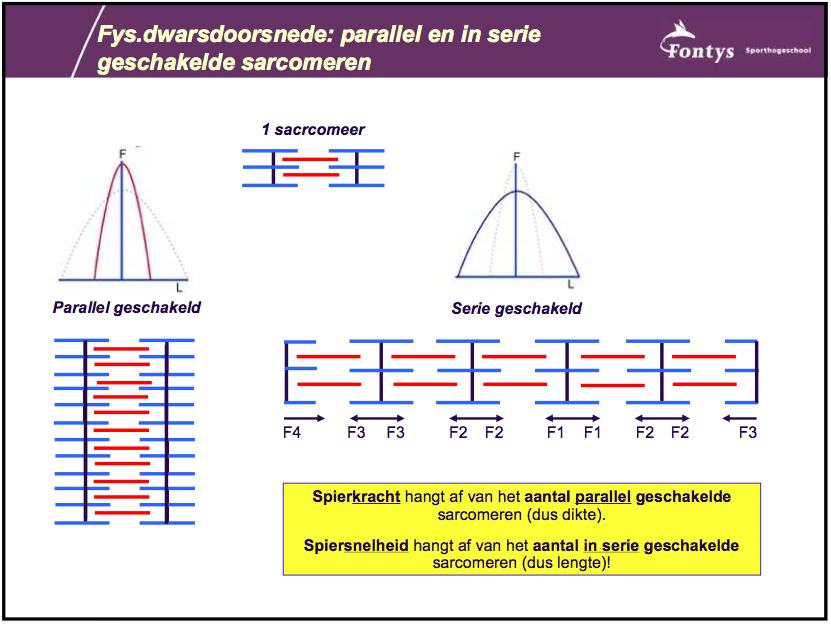 Fys.dwarsdoorsnede: parallel en in serie
geschakelde sarcomeren
Fontys Sporthogeschool
1 sacrcomeer
F
L
Parallel geschakeld
F
L
Serie geschakeld
F4 F3 F3 F2 F2 F1 F1 F2 F2 F3
Spierkracht hangt af van het aantal parallel geschakelde
sarcomeren (dus dikte).
Spiersnelheid hangt af van het aantal in serie geschakelde
sarcomeren (dus lengte)!